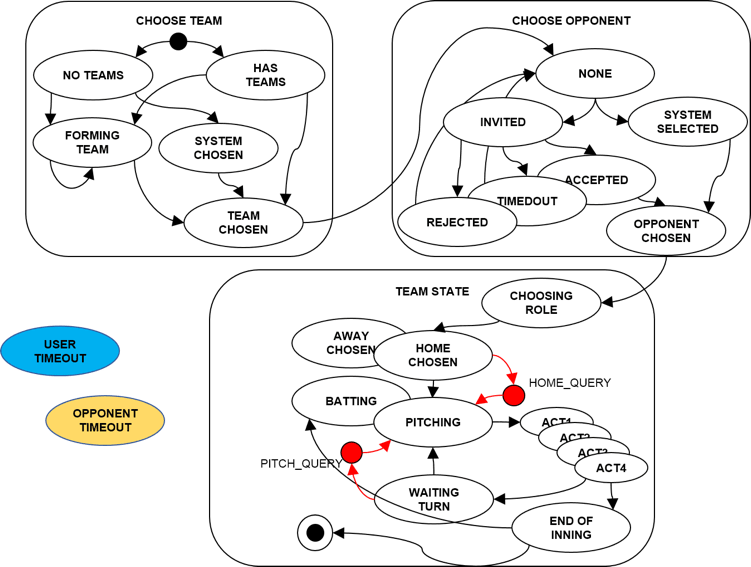 CHOOSE TEAM
NO TEAMS
HAS
TEAMS
FORMING
TEAM
SYSTEM
CHOSEN
TEAM
CHOSEN
CHOOSE OPPONENT
NONE
INVITED
SYSTEM
SELECTED
ACCEPTED
TIMEDOUT
REJECTED
OPPONENT
CHOSEN
TEAM STATE
CHOOSING
ROLE
AWAY
CHOSEN
HOME
CHOSEN
HOME_QUERY
BATTING
PITCHING
ACT1
ACT2
ACT3
ACT4
PITCH_QUERY
WAITING
TURN
END OF
INNING
USER
TIMEOUT
OPPONENT
TIMEOUT